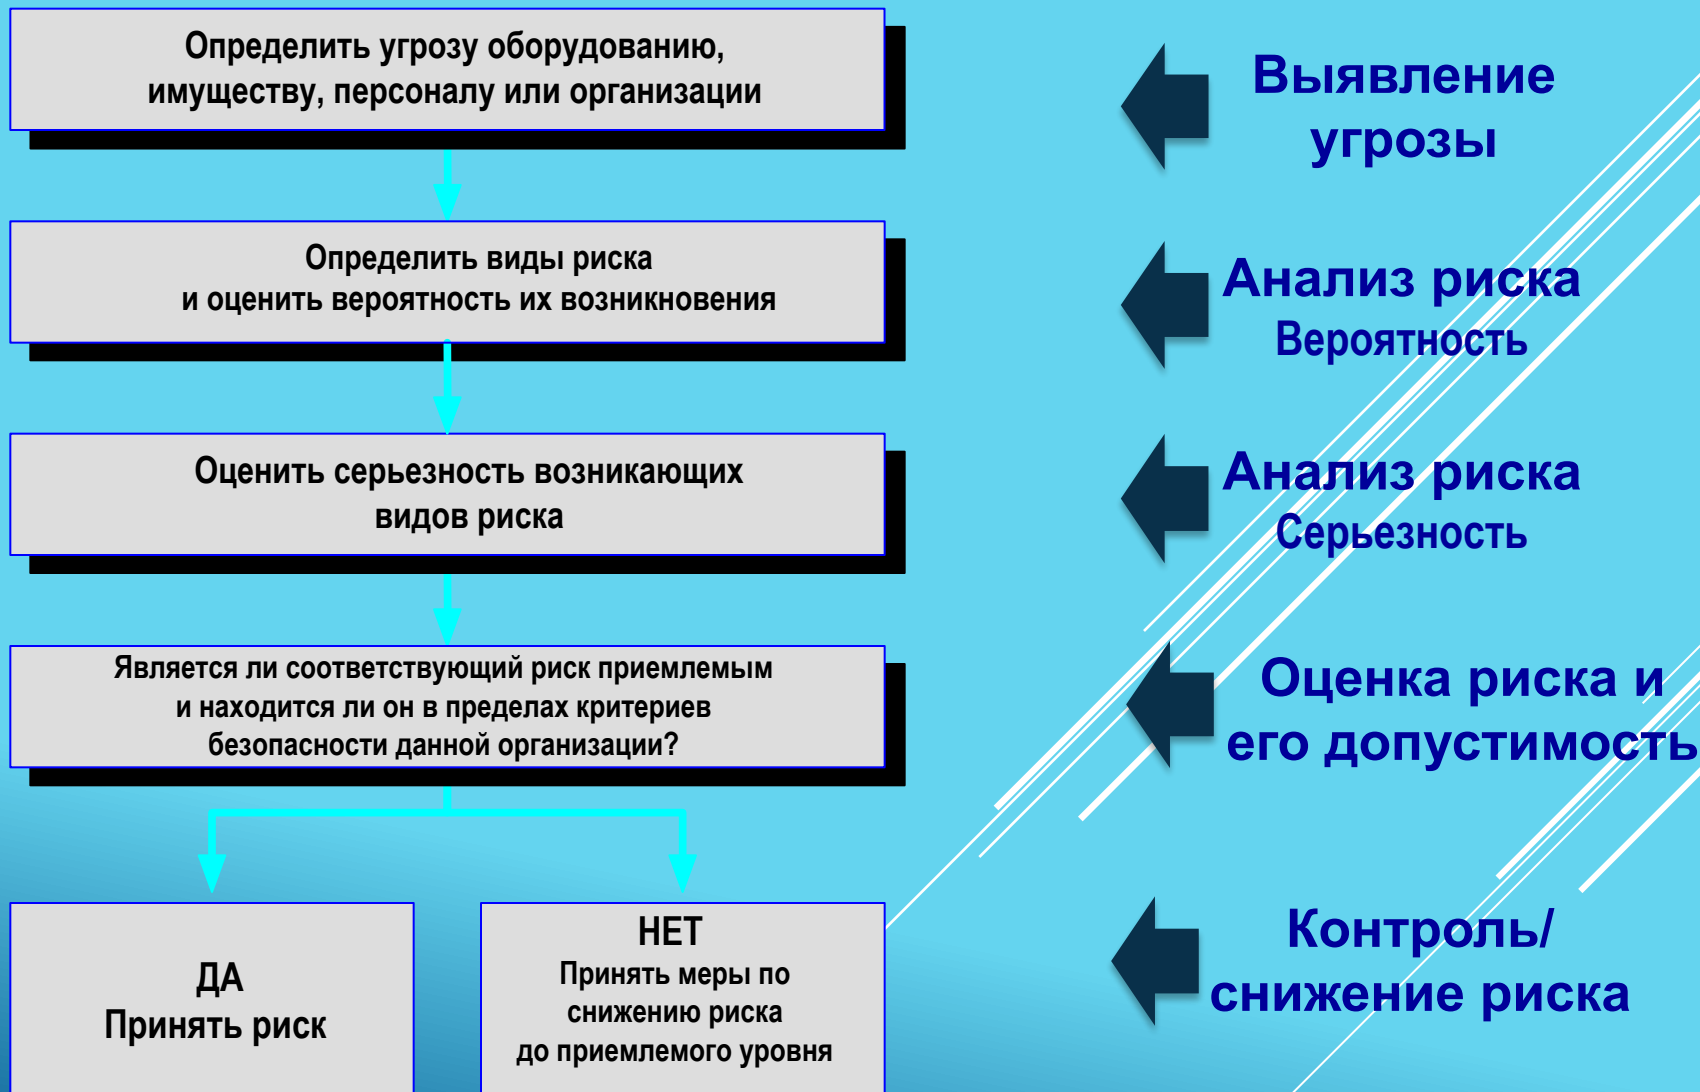 Определить угрозу оборудованию,
имуществу, персоналу или организации
Выявление
угрозы
Определить виды риска
и оценить вероятность их возникновения
Анализ риска
Вероятность
Оценить серьезность возникающих
видов риска
Анализ риска
Серьезность
Является ли соответствующий риск приемлемым
и находится ли он в пределах критериев
безопасности данной организации?
Оценка риска и
его допустимость
ДА
Принять риск
НЕТ
Принять меры по
снижению риска
до приемлемого уровня
Контроль/
снижение риска